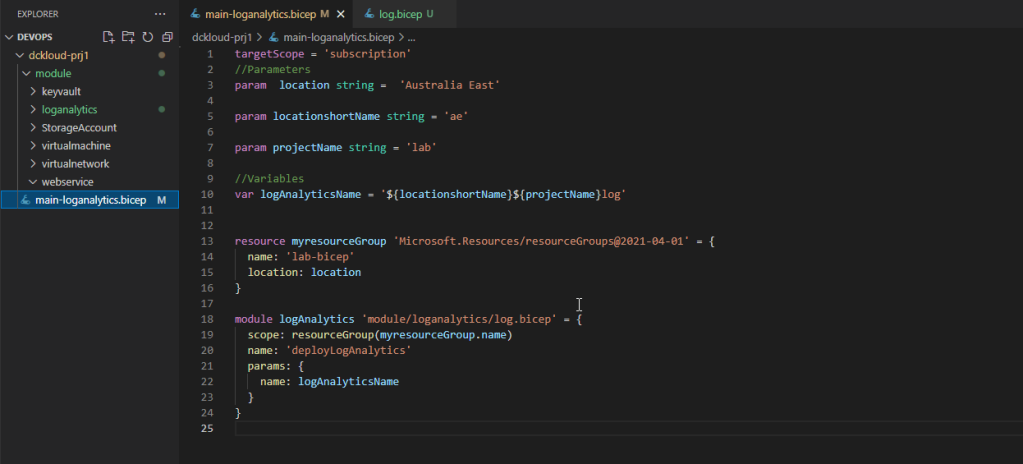 EXPLORER
DEVOPS
dckloud-prj1
module
keyvault
loganalytics
StorageAccount
virtualmachine
virtualnetwork
webservice
main-loganalytics.bicep M
main-loganalytics.bicep M
log.bicep U
dckloud-prj1 > main-loganalytics.bicep > ...
1 targetScope = 'subscription'
2 //Parameters
3 param  location string =  'Australia East'
4
5 param locationshortName string = 'ae'
6
7 param projectName string = 'lab'
8
9 //Variables
10 var logAnalyticsName = '${locationshortName}${projectName}log'
11
12
13 resource myresourceGroup 'Microsoft.Resources/resourceGroups@2021-04-01' = {
14   name: 'lab-bicep'
15   location: location
16 }
17
18 module logAnalytics 'module/loganalytics/log.bicep' = {
19   scope: resourceGroup(myresourceGroup.name)
20   name: 'deployLogAnalytics'
21   params: {
22     name: logAnalyticsName
23   }
24 }
25